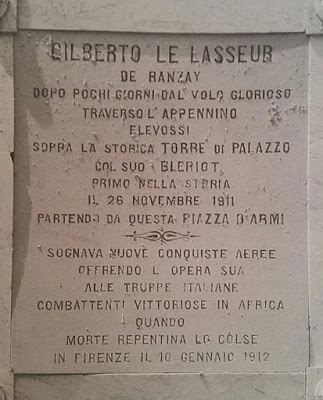 GILBERTO LE LASSEUR
DE RANZAY
DOPO POCHI GIORNI DAL VOLO GLORIOSO
TRAVERSO L'APPENNINO
ELEVOSSI
SOPRA LA STORICA TORRE DI PALAZZO
COL SUO BLERIOT
PRIMO NELLA STORIA
IL 26 NOVEMBRE 1911
PARTENDO DA QUESTA PIAZZA D'ARMI
SOGNAVA NUOVE CONQUISTE AEREE
OFFRENDO L OPERA SUA
ALLE TRUPPE ITALIANE
COMBATTENTI VITTORIOSE IN AFRICA
QUANDO
MORTE REPENTINA LO CÒLSE
IN FIRENZE IL 10 GENNAIO 1912